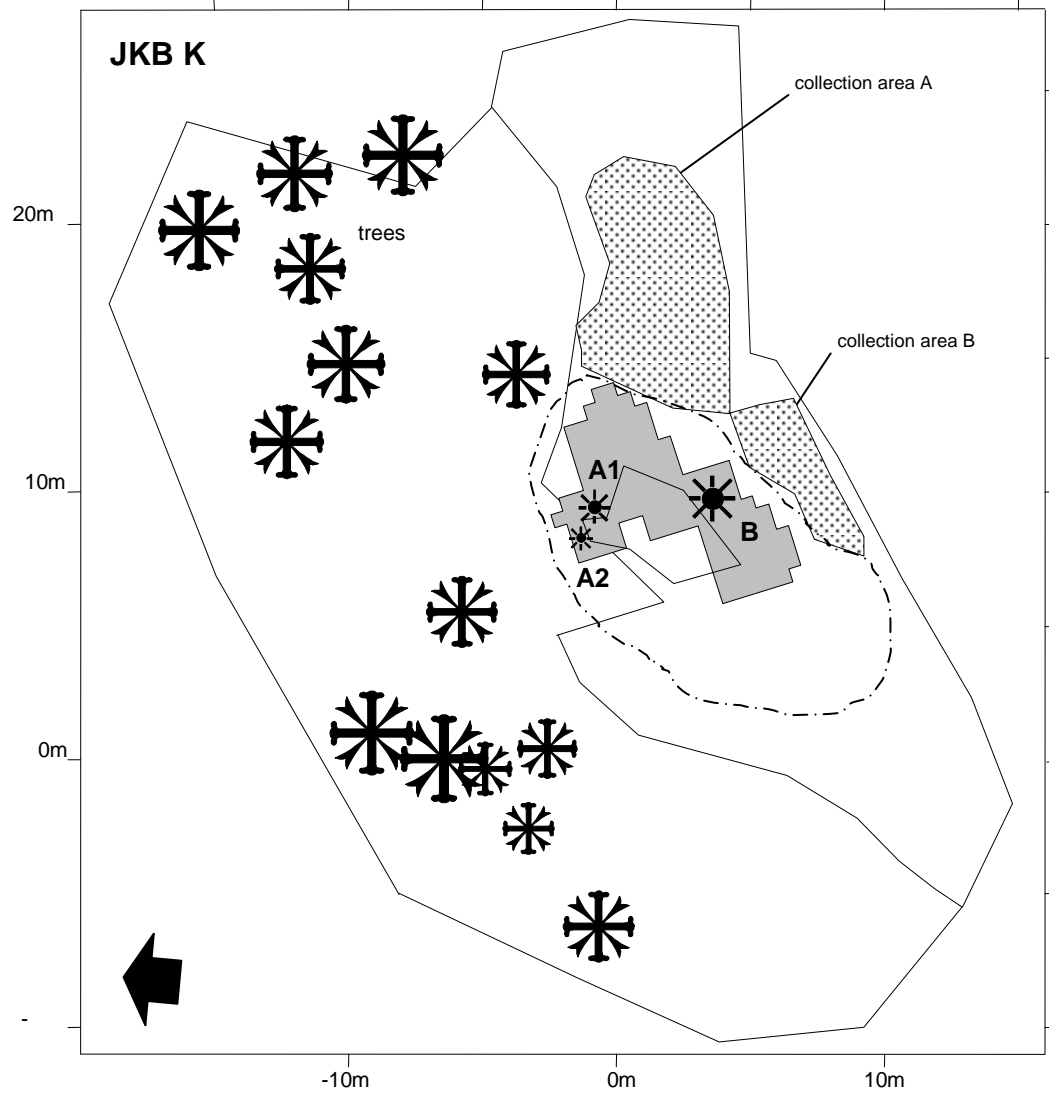 JKB K
collection area A
20m
trees
collection area B
A1
10m
B
A2
0m
-
-10m
0m
10m